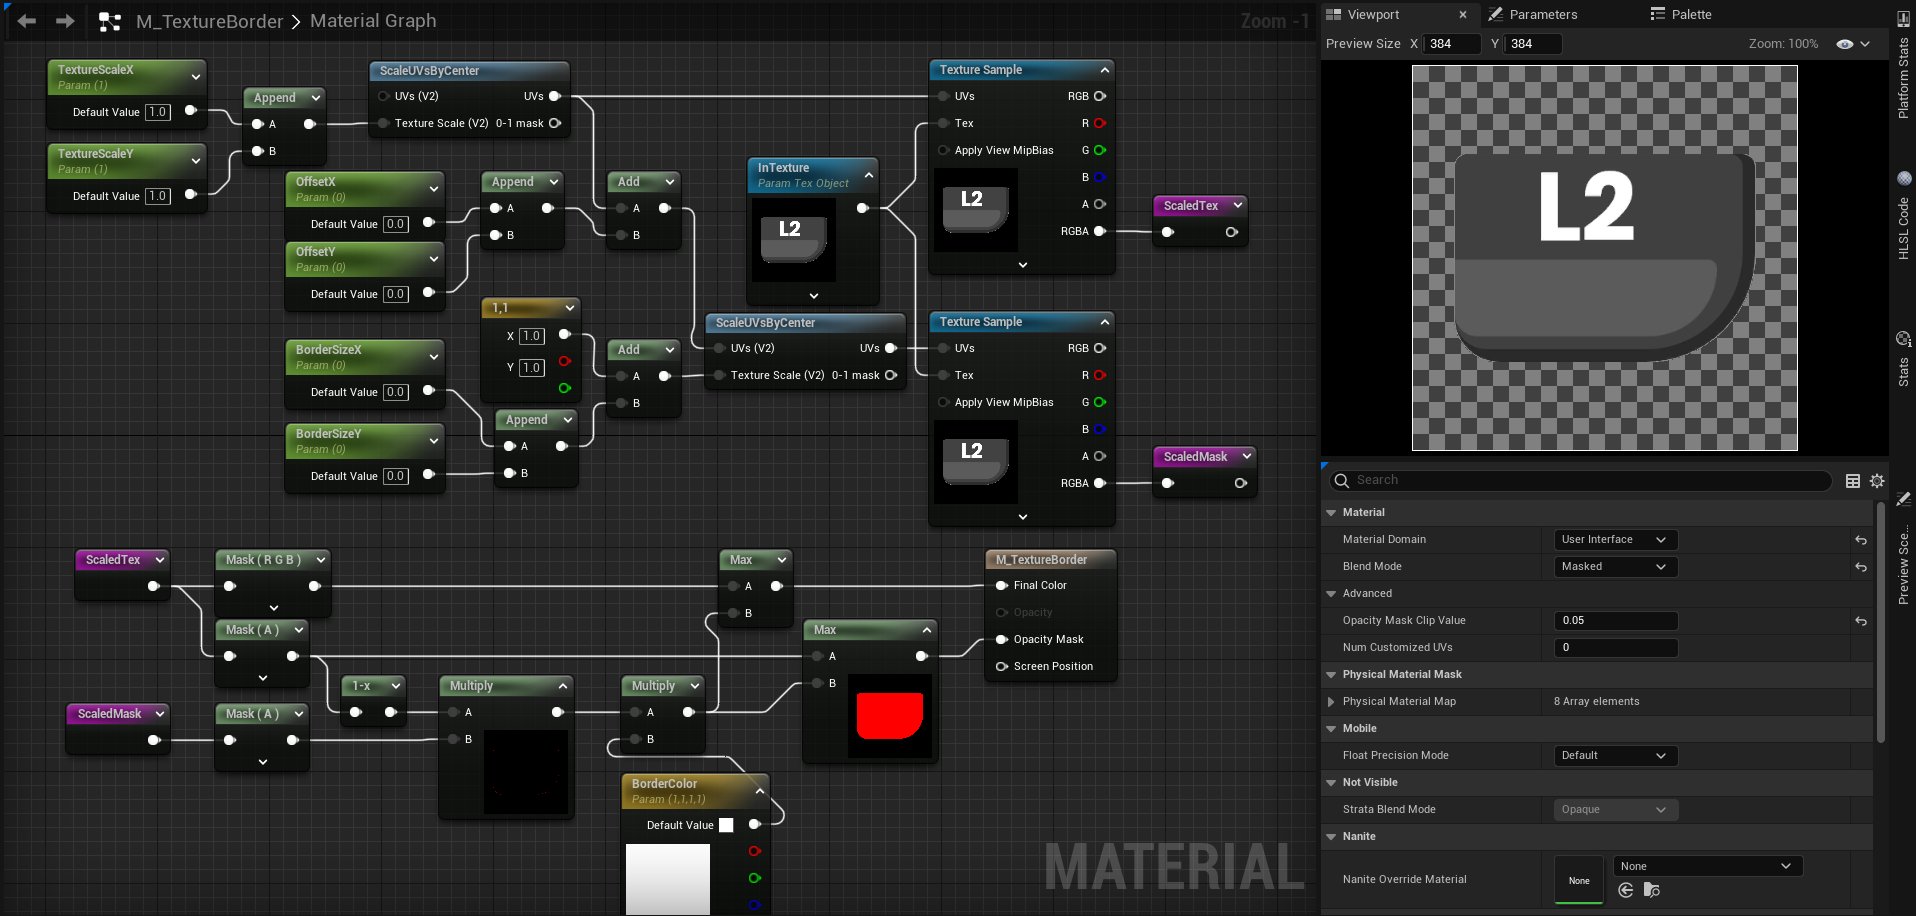 M_TextureBorder > Material Graph
Zoom -1
TextureScaleX
Param (1)
Default Value 1.0
TextureScaleY
Param (1)
Default Value 1.0
Append
A
B
ScaleUVsByCenter
UVs (V2) UVs
Texture Scale (V2) 0-1 mask
OffsetX
Param (0)
Default Value 0.0
OffsetY
Param (0)
Default Value 0.0
Append
A
B
Add
A
B
InTexture
Param Tex Object
L2
Texture Sample
UVs RGB
Tex R
Apply View MipBias G
B
A
RGBA
L2
ScaledTex
BorderSizeX
Param (0)
Default Value 0.0
BorderSizeY
Param (0)
Default Value 0.0
1,1
X 1.0
Y 1.0
Append
A
B
Add
A
B
ScaleUVsByCenter
UVs (V2) UVs
Texture Scale (V2) 0-1 mask
Texture Sample
UVs RGB
Tex R
Apply View MipBias G
B
A
RGBA
L2
ScaledMask
ScaledTex
Mask ( R G B )
Mask ( A )
ScaledMask
Mask ( A )
1-x
Multiply
A
B
Multiply
A
B
BorderColor
Param (1,1,1,1)
Default Value
Max
A
B
Max
A
B
M_TextureBorder
Final Color
Opacity
Opacity Mask
Screen Position
MATERIAL
Viewport × Parameters Palette
Preview Size X 384 Y 384 Zoom: 100%
L2
Search
Material
Material Domain User Interface
Blend Mode Masked
Advanced
Opacity Mask Clip Value 0.05
Num Customized UVs 0
Physical Material Mask
Physical Material Map 8 Array elements
Mobile
Float Precision Mode Default
Not Visible
Strata Blend Mode Opaque
Nanite
Nanite Override Material None None
Platform Stats
HLSL Code
Stats
Preview Sce...